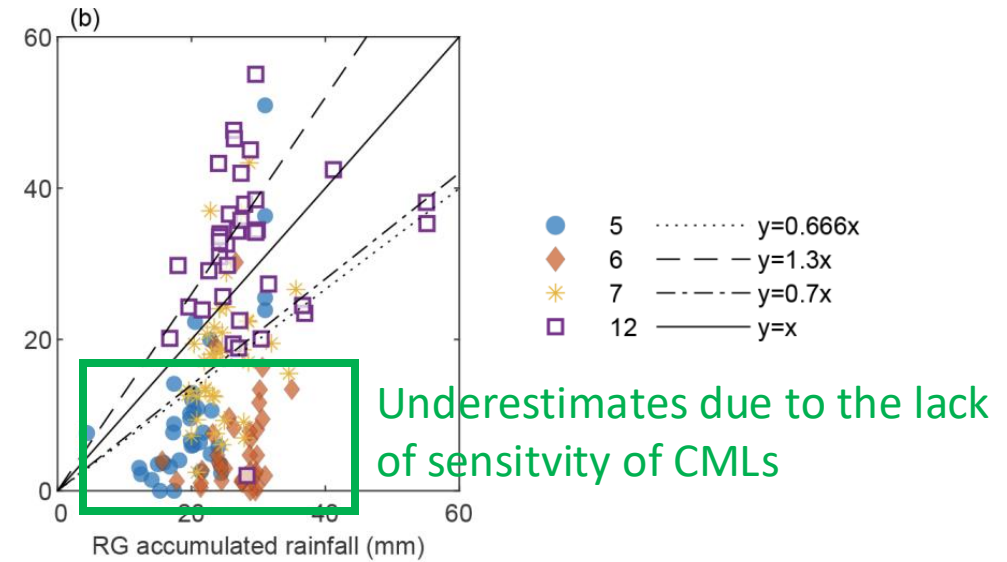 (b)
60
40
20
0
0 20 40 60
RG accumulated rainfall (mm)
5 y=0.666x
6 y=1.3x
7 y=0.7x
12 y=x
Underestimates due to the lack
of sensitvity of CMLs